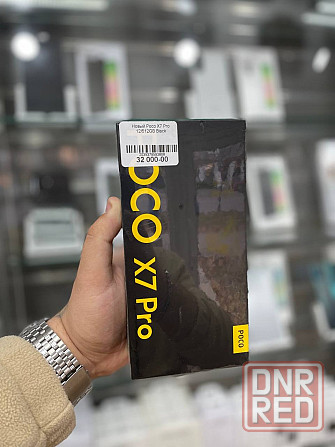 Новый Poco X7 Pro
12/512GB Black
32 000-00
POCO X7 Pro
POCO
DNR
RED